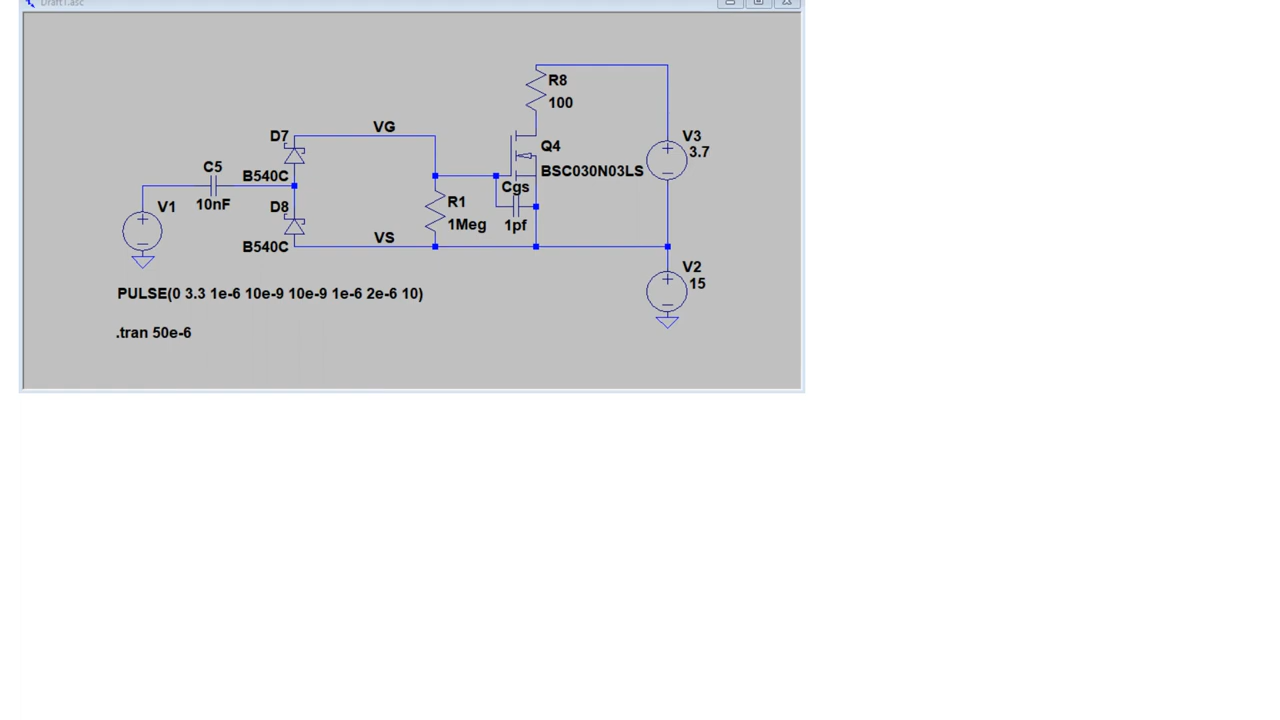 Draft1.asc
R8
100
D7
VG
V3
3.7
Q4
BSC030N03LS
C5
10nF
B540C
Cgs
1pf
V1
D8
R1
1Meg
B540C
VS
V2
15
PULSE(0 3.3 1e-6 10e-9 10e-9 1e-6 2e-6 10)
.tran 50e-6